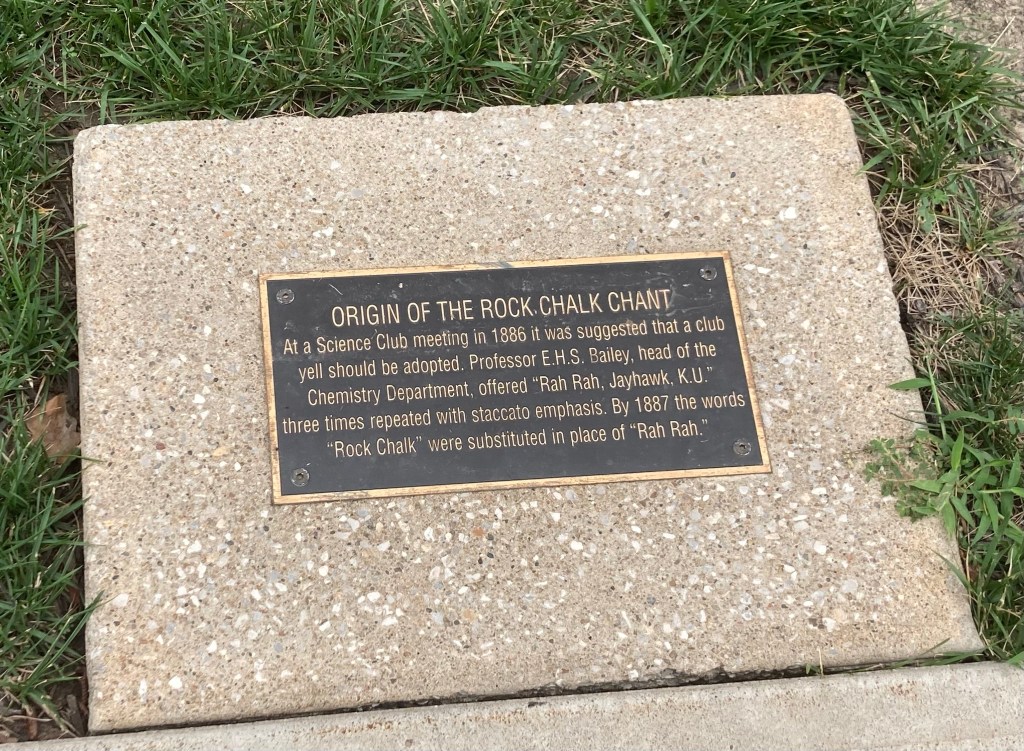 ORIGIN OF THE ROCK CHALK CHANT
At a Science Club meeting in 1886 it was suggested that a club
yell should be adopted. Professor E.H.S. Bailey, head of the
Chemistry Department, offered “Rah Rah, Jayhawk, K.U.”
three times repeated with staccato emphasis. By 1887 the words
“Rock Chalk” were substituted in place of “Rah Rah.”